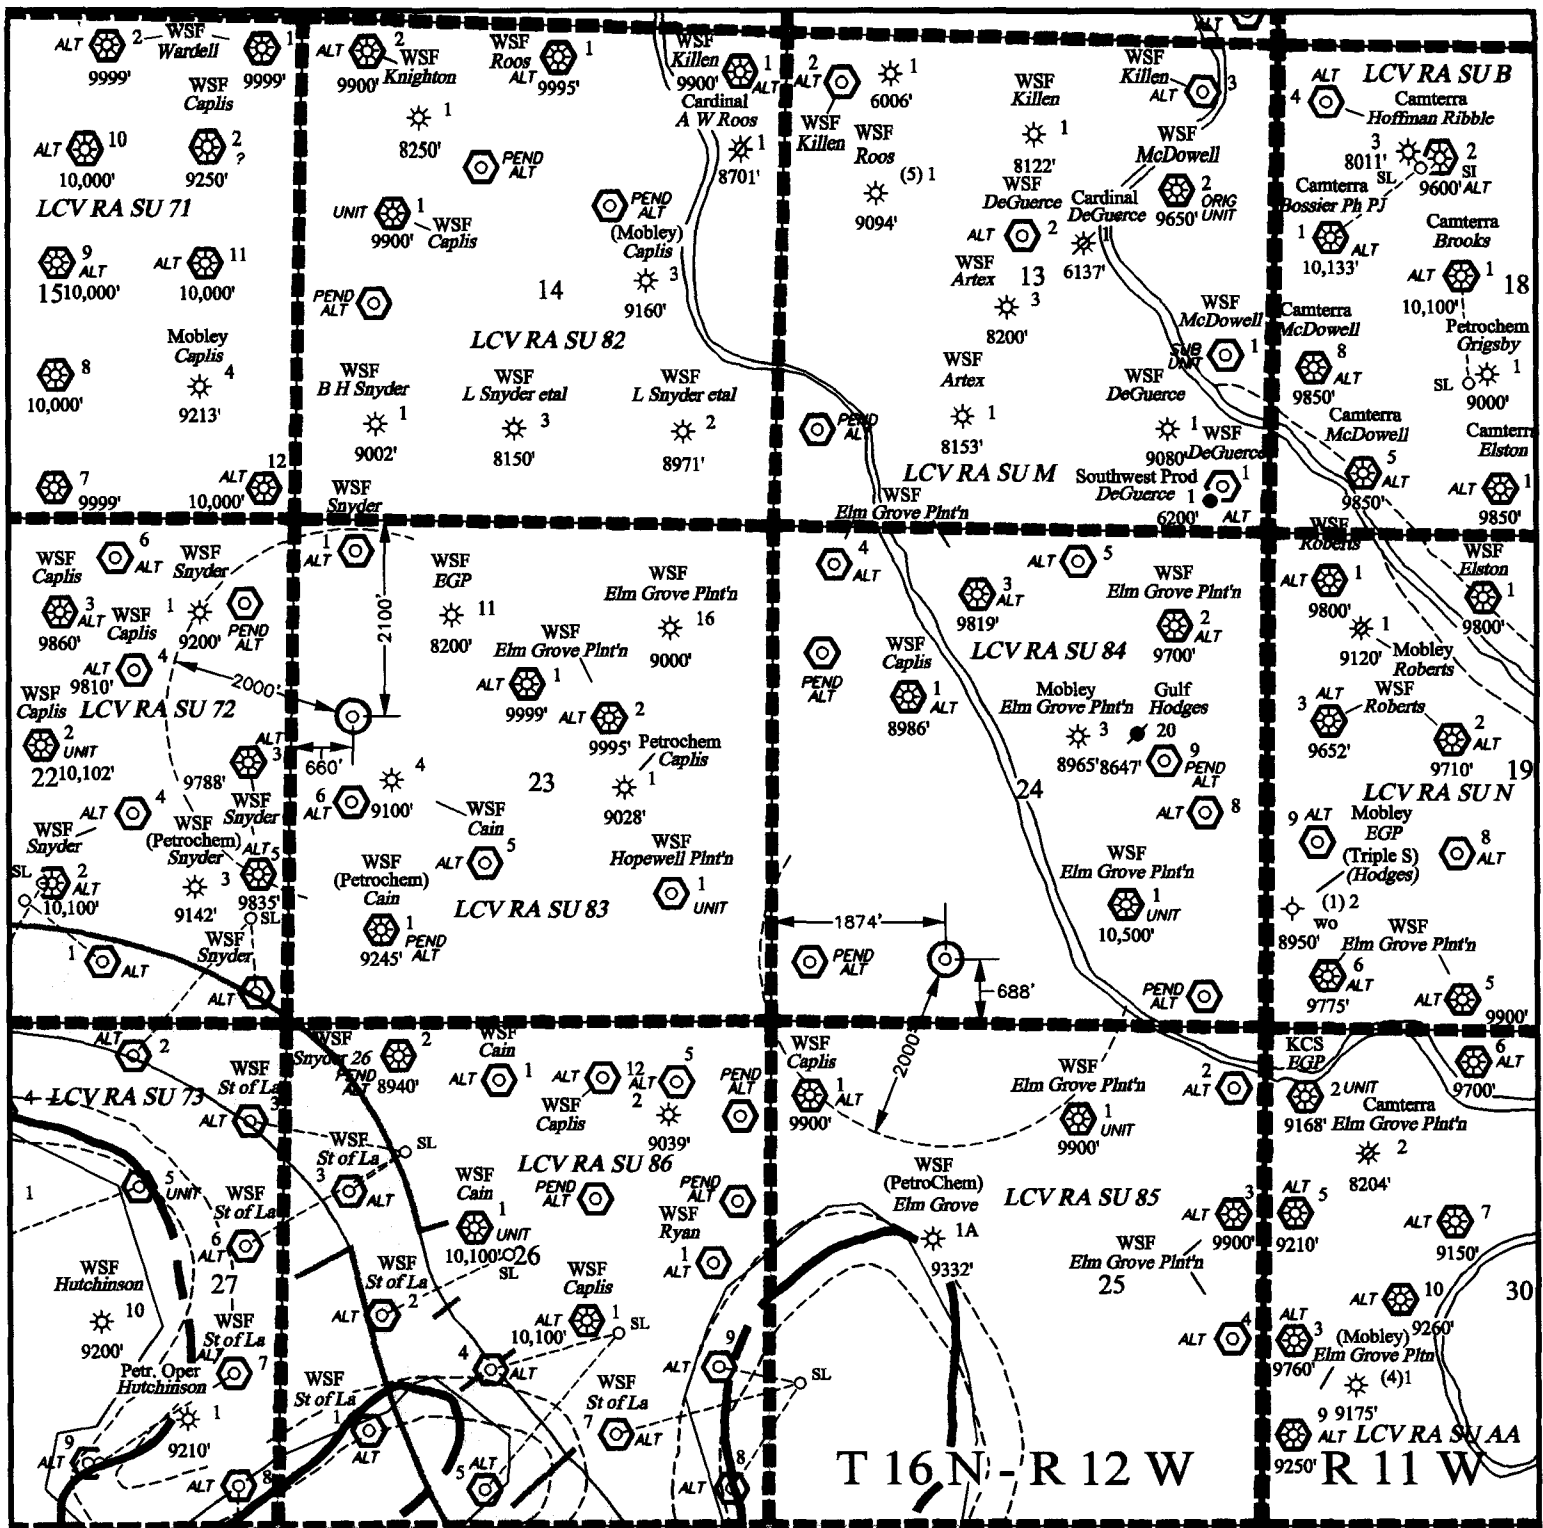 ALT
2
WSF
Wardell
1
9999'
9999'
WSF
Caplis
ALT
10
2
?
10,000'
9250'
LCV RA SU 71
9
ALT
ALT
11
15
10,000'
10,000'
Mobley
Caplis
8
4
10,000'
9213'
7
9999'
ALT
12
10,000'
ALT
2
WSF
Knighton
9900'
WSF
Roos
ALT
1
9995'
WSF
Killen
9900'
1
ALT
1
8250'
Cardinal
A W Roos
1
8701'
PEND
ALT
UNIT
1
9900'
WSF
Caplis
PEND
ALT
(Mobley)
Caplis
3
9160'
PEND
ALT
14
LCV RA SU 82
WSF
B H Snyder
1
9002'
WSF
L Snyder etal
3
8150'
WSF
L Snyder etal
2
8971'
WSF
Snyder
ALT
2
ALT
WSF
Killen
1
6006'
WSF
Roos
(5) 1
9094'
WSF
Killen
1
8122'
WSF
Killen
ALT
3
WSF
McDowell
2
ORIG
UNIT
9650'
WSF
DeGuerce
ALT
2
Cardinal
DeGuerce
1
6137'
WSF
Artex
13
3
8200'
WSF
McDowell
SUB
UNIT
1
WSF
Artex
1
8153'
WSF
DeGuerce
1
9080'
PEND
ALT
LCV RA SU M
WSF
DeGuerce
1
ALT
Southwest Prod
DeGuerce
1
6200'
WSF
Elm Grove Plnt'n
LCV RA SU B
ALT
4
Camterra
Hoffman Ribble
3
8011'
SL
2
SI
9600'
ALT
Camterra
Bossier Ph PJ
1
ALT
10,133'
Camterra
Brooks
ALT
1
10,100'
18
Camterra
McDowell
8
ALT
9850'
Petrochem
Grigsby
SL
1
9000'
Camterra
McDowell
5
ALT
9850'
Camterra
Elston
ALT
1
9850'
6
ALT
WSF
Caplis
3
ALT
9860'
WSF
Snyder
1
9200'
PEND
ALT
WSF
Caplis
ALT
4
9810'
2000'
WSF
Caplis
LCV RA SU 72
2
UNIT
22
10,102'
ALT
3
9788'
WSF
Snyder
ALT
4
WSF
Snyder
SL
2
ALT
10,100'
WSF
(Petrochem)
Snyder
3
9142'
ALT
5
9835'
SL
WSF
Snyder
1
ALT
ALT
1
ALT
2100'
WSF
EGP
11
8200'
WSF
Elm Grove Plnt'n
16
9000'
WSF
Elm Grove Plnt'n
ALT
1
9999'
ALT
2
9995'
660'
Petrochem
Caplis
1
9028'
4
9100'
23
6
ALT
WSF
Cain
ALT
5
WSF
(Petrochem)
Cain
1
PEND
ALT
9245'
WSF
Hopewell Plnt'n
1
UNIT
LCV RA SU 83
4
ALT
5
3
ALT
9819'
WSF
Elm Grove Plnt'n
2
ALT
9700'
LCV RA SU 84
PEND
ALT
WSF
Caplis
1
ALT
8986'
Mobley
Elm Grove Plnt'n
3
8965'
Gulf
Hodges
20
8647'
9
PEND
ALT
24
ALT
8
WSF
Elm Grove Plnt'n
1
UNIT
10,500'
1874'
688'
PEND
ALT
PEND
ALT
2000'
WSF
Roberts
ALT
1
9800'
WSF
Elston
1
9800'
1
9120'
Mobley
Roberts
ALT
3
9652'
WSF
Roberts
2
ALT
9710'
19
LCV RA SU N
9
ALT
Mobley
EGP
(Triple S)
(Hodges)
8
ALT
(1) 2
8950'
wo
WSF
Elm Grove Plnt'n
6
ALT
9775'
5
ALT
9900'
ALT
2
LCV RA SU 73
4
WSF
St of La
ALT
3
5
UNIT
1
WSF
St of La
6
ALT
27
WSF
Hutchinson
10
9200'
WSF
St of La
ALT
7
Petr. Oper
Hutchinson
1
9210'
9
ALT
ALT
8
WSF
Snyder 26
PEND
ALT
2
8940'
WSF
Cain
ALT
1
ALT
12
WSF
Caplis
5
ALT
2
9039'
PEND
ALT
WSF
St of La
SL
3
ALT
LCV RA SU 86
WSF
Cain
1
UNIT
10,100'
26
SL
PEND
ALT
PEND
ALT
WSF
Ryan
1
ALT
WSF
St of La
ALT
2
WSF
Caplis
ALT
1
10,100'
SL
4
ALT
9
ALT
SL
WSF
St of La
1
ALT
WSF
St of La
7
ALT
5
ALT
8
ALT
WSF
Caplis
1
ALT
9900'
WSF
Elm Grove Plnt'n
1
UNIT
9900'
2
ALT
WSF
(PetroChem)
Elm Grove
1A
9332'
LCV RA SU 85
ALT
3
9900'
WSF
Elm Grove Plnt'n
25
ALT
4
KCS
EGP
2
UNIT
9168'
6
ALT
9700'
Camterra
Elm Grove Plnt'n
2
8204'
ALT
5
9210'
7
9150'
30
ALT
10
9260'
ALT
3
9760'
(Mobley)
Elm Grove Pltn
(4)1
9175'
9
ALT
9250'
LCV RA SU AA
T 16 N - R 12 W
R 11 W